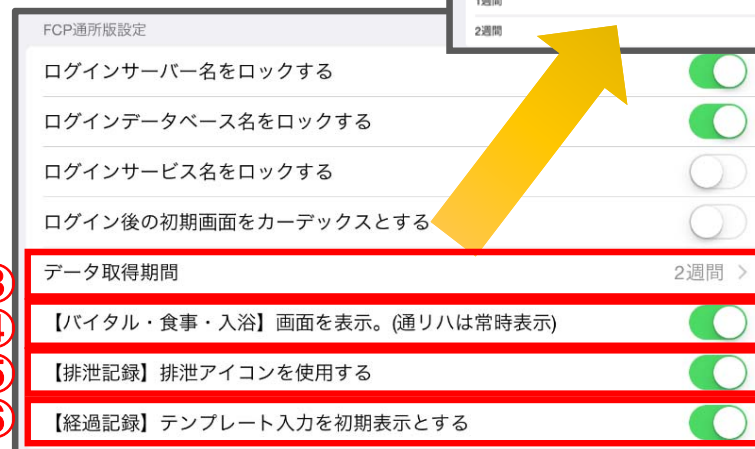 1週間
2週間
FCP通所版設定
ログインサーバー名をロックする
ログインデータベース名をロックする
ログインサービス名をロックする
ログイン後の初期画面をカーデックスとする
③ データ取得期間 2週間 >
④ 【バイタル・食事・入浴】画面を表示。(通リハは常時表示)
⑤ 【排泄記録】排泄アイコンを使用する
⑥ 【経過記録】テンプレート入力を初期表示とする